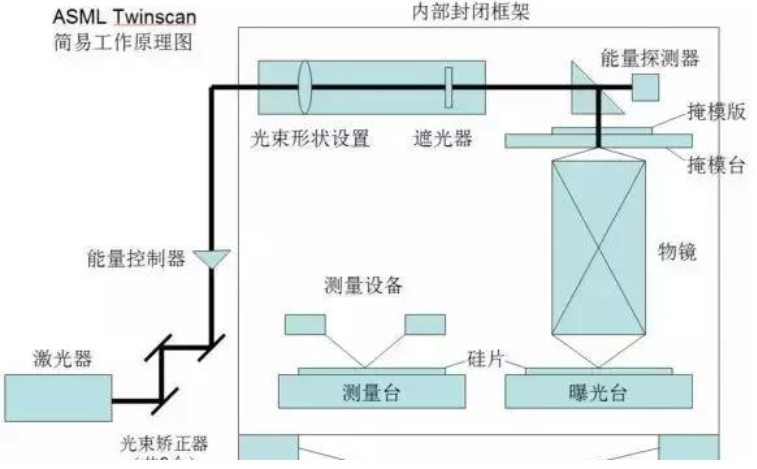 ASML Twinscan
简易工作原理图
内部封闭框架
能量探测器
光束形状设置
遮光器
掩模版
掩模台
能量控制器
物镜
测量设备
激光器
硅片
测量台
曝光台
光束矫正器